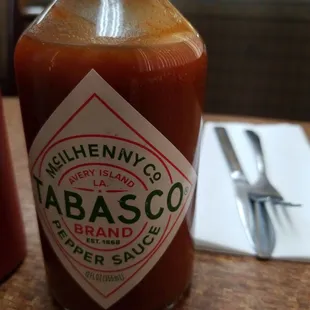 McILHENNY CO.
AVERY ISLAND
LA.
TABASCO
BRAND
EST. 1868
PEPPER SAUCE